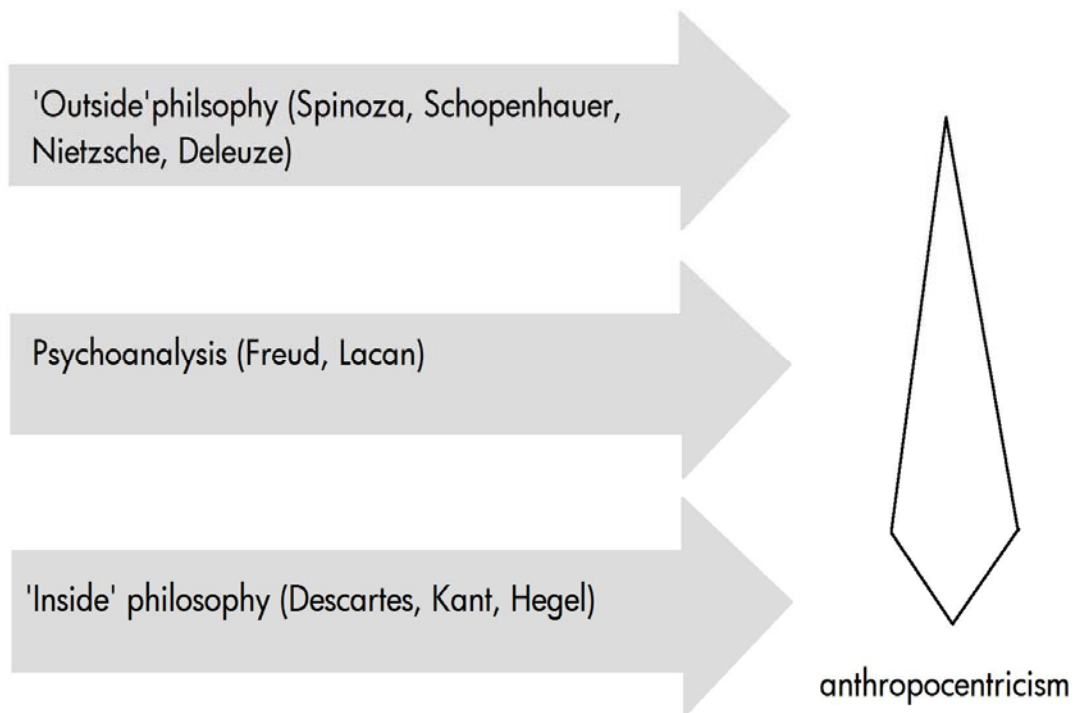 'Outside'philsophy (Spinoza, Schopenhauer,
Nietzsche, Deleuze)
Psychoanalysis (Freud, Lacan)
'Inside' philosophy (Descartes, Kant, Hegel)
anthropocentricism